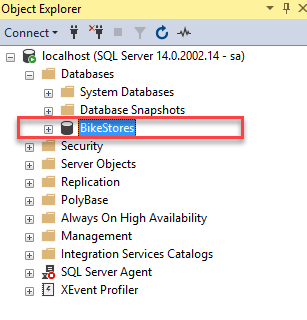 Object Explorer
Connect
localhost (SQL Server 14.0.2002.14 - sa)
Databases
System Databases
Database Snapshots
BikeStores
Security
Server Objects
Replication
PolyBase
Always On High Availability
Management
Integration Services Catalogs
SQL Server Agent
XEvent Profiler